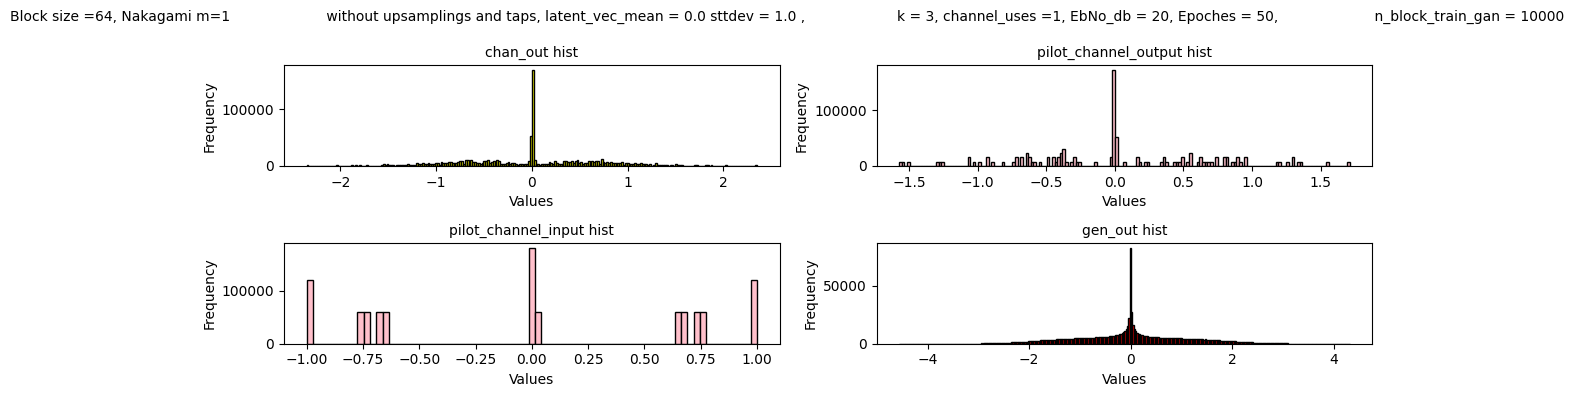 Block size =64, Nakagami m=1 without upsamplings and taps, latent_vec_mean = 0.0 sttdev = 1.0 , k = 3, channel_uses =1, EbNo_db = 20, Epoches = 50, n_block_train_gan = 10000
chan_out hist
Frequency
100000
0
−2 −1 0 1 2
Values
pilot_channel_output hist
Frequency
100000
0
−1.5 −1.0 −0.5 0.0 0.5 1.0 1.5
Values
pilot_channel_input hist
Frequency
100000
0
−1.00 −0.75 −0.50 −0.25 0.00 0.25 0.50 0.75 1.00
Values
gen_out hist
Frequency
50000
0
−4 −2 0 2 4
Values